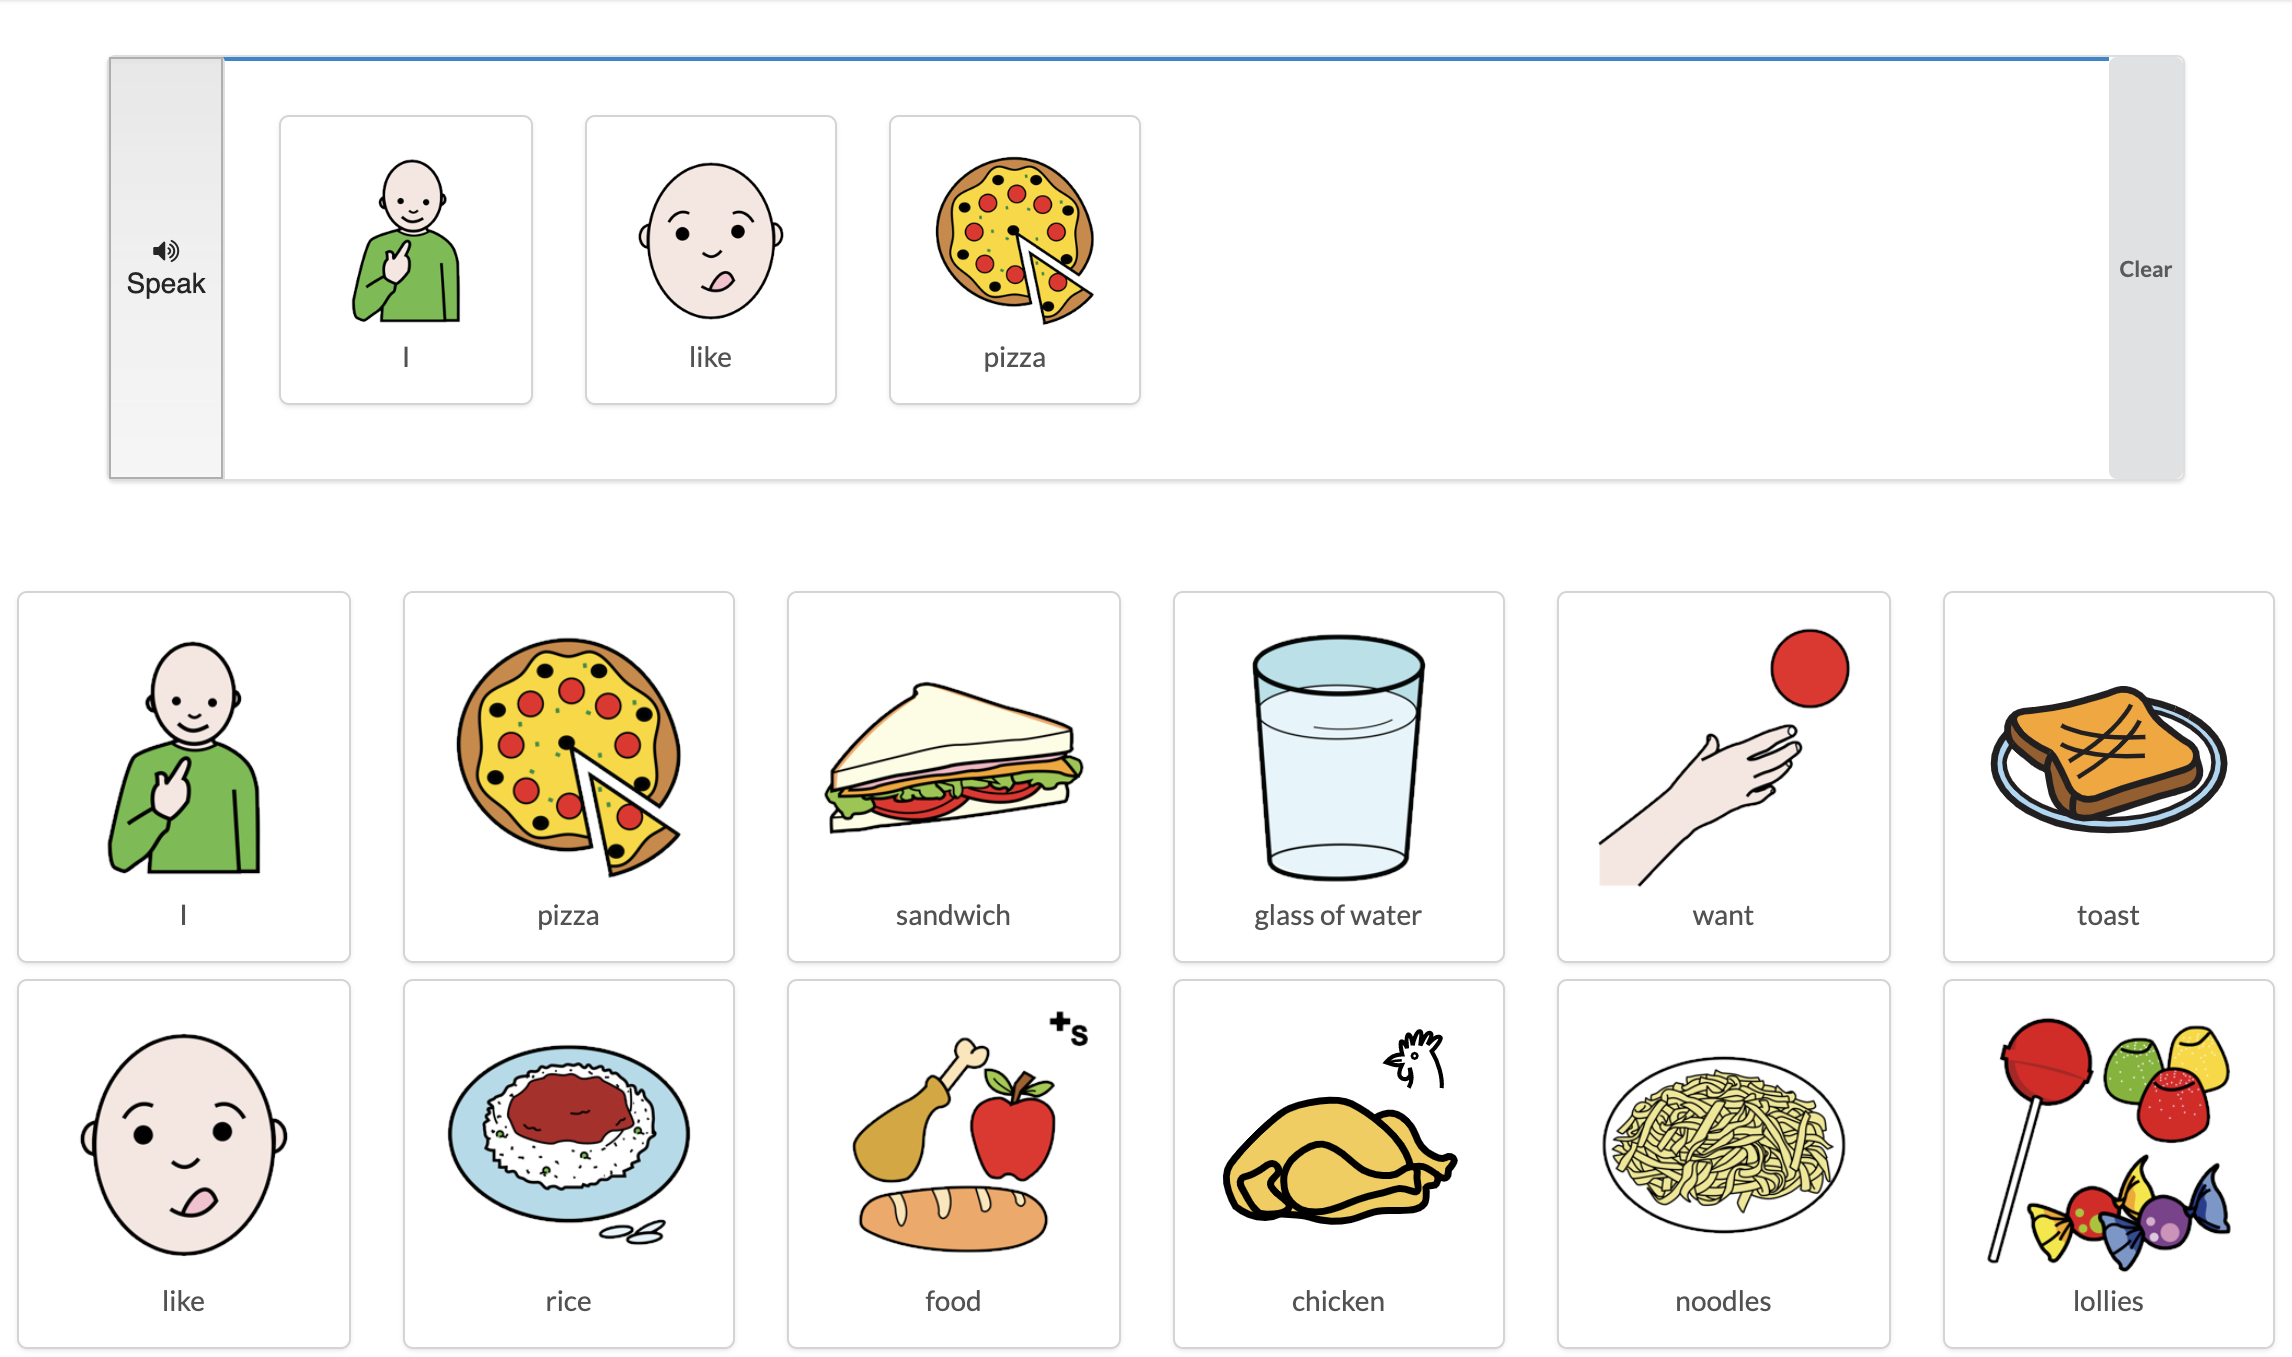 Speak
I
like
pizza
Clear
I
pizza
sandwich
glass of water
want
toast
like
rice
+s
food
chicken
noodles
lollies